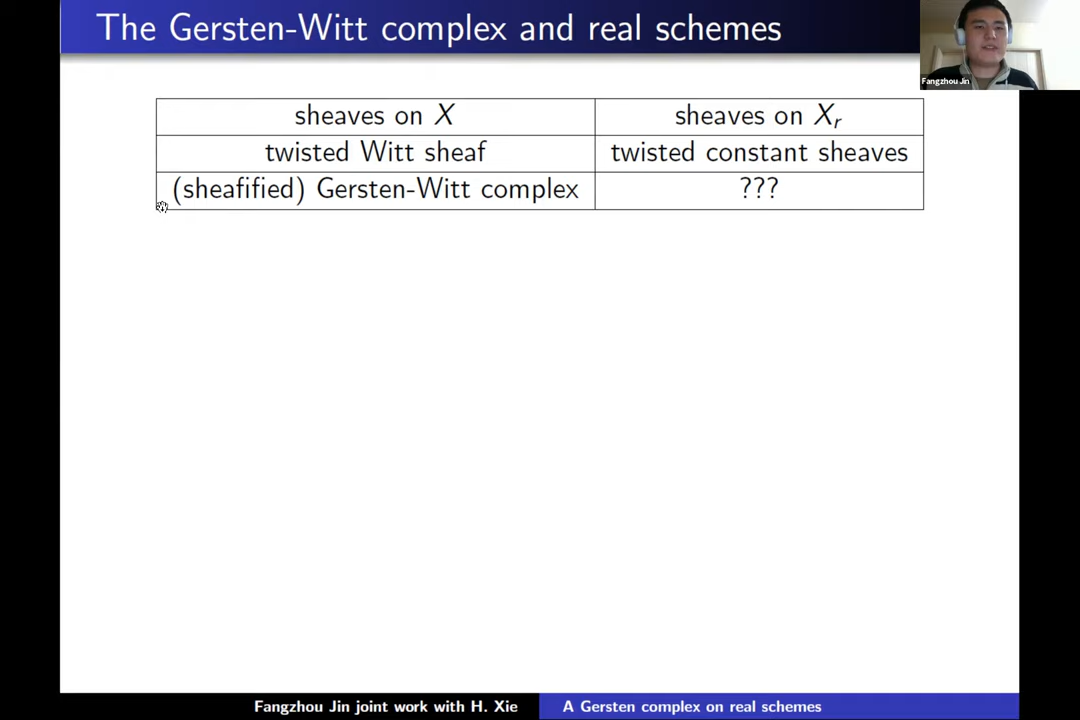 The Gersten-Witt complex and real schemes
Fangzhou Jin
sheaves on X
sheaves on Xᵣ
twisted Witt sheaf
twisted constant sheaves
(sheafified) Gersten-Witt complex
???
Fangzhou Jin joint work with H. Xie
A Gersten complex on real schemes